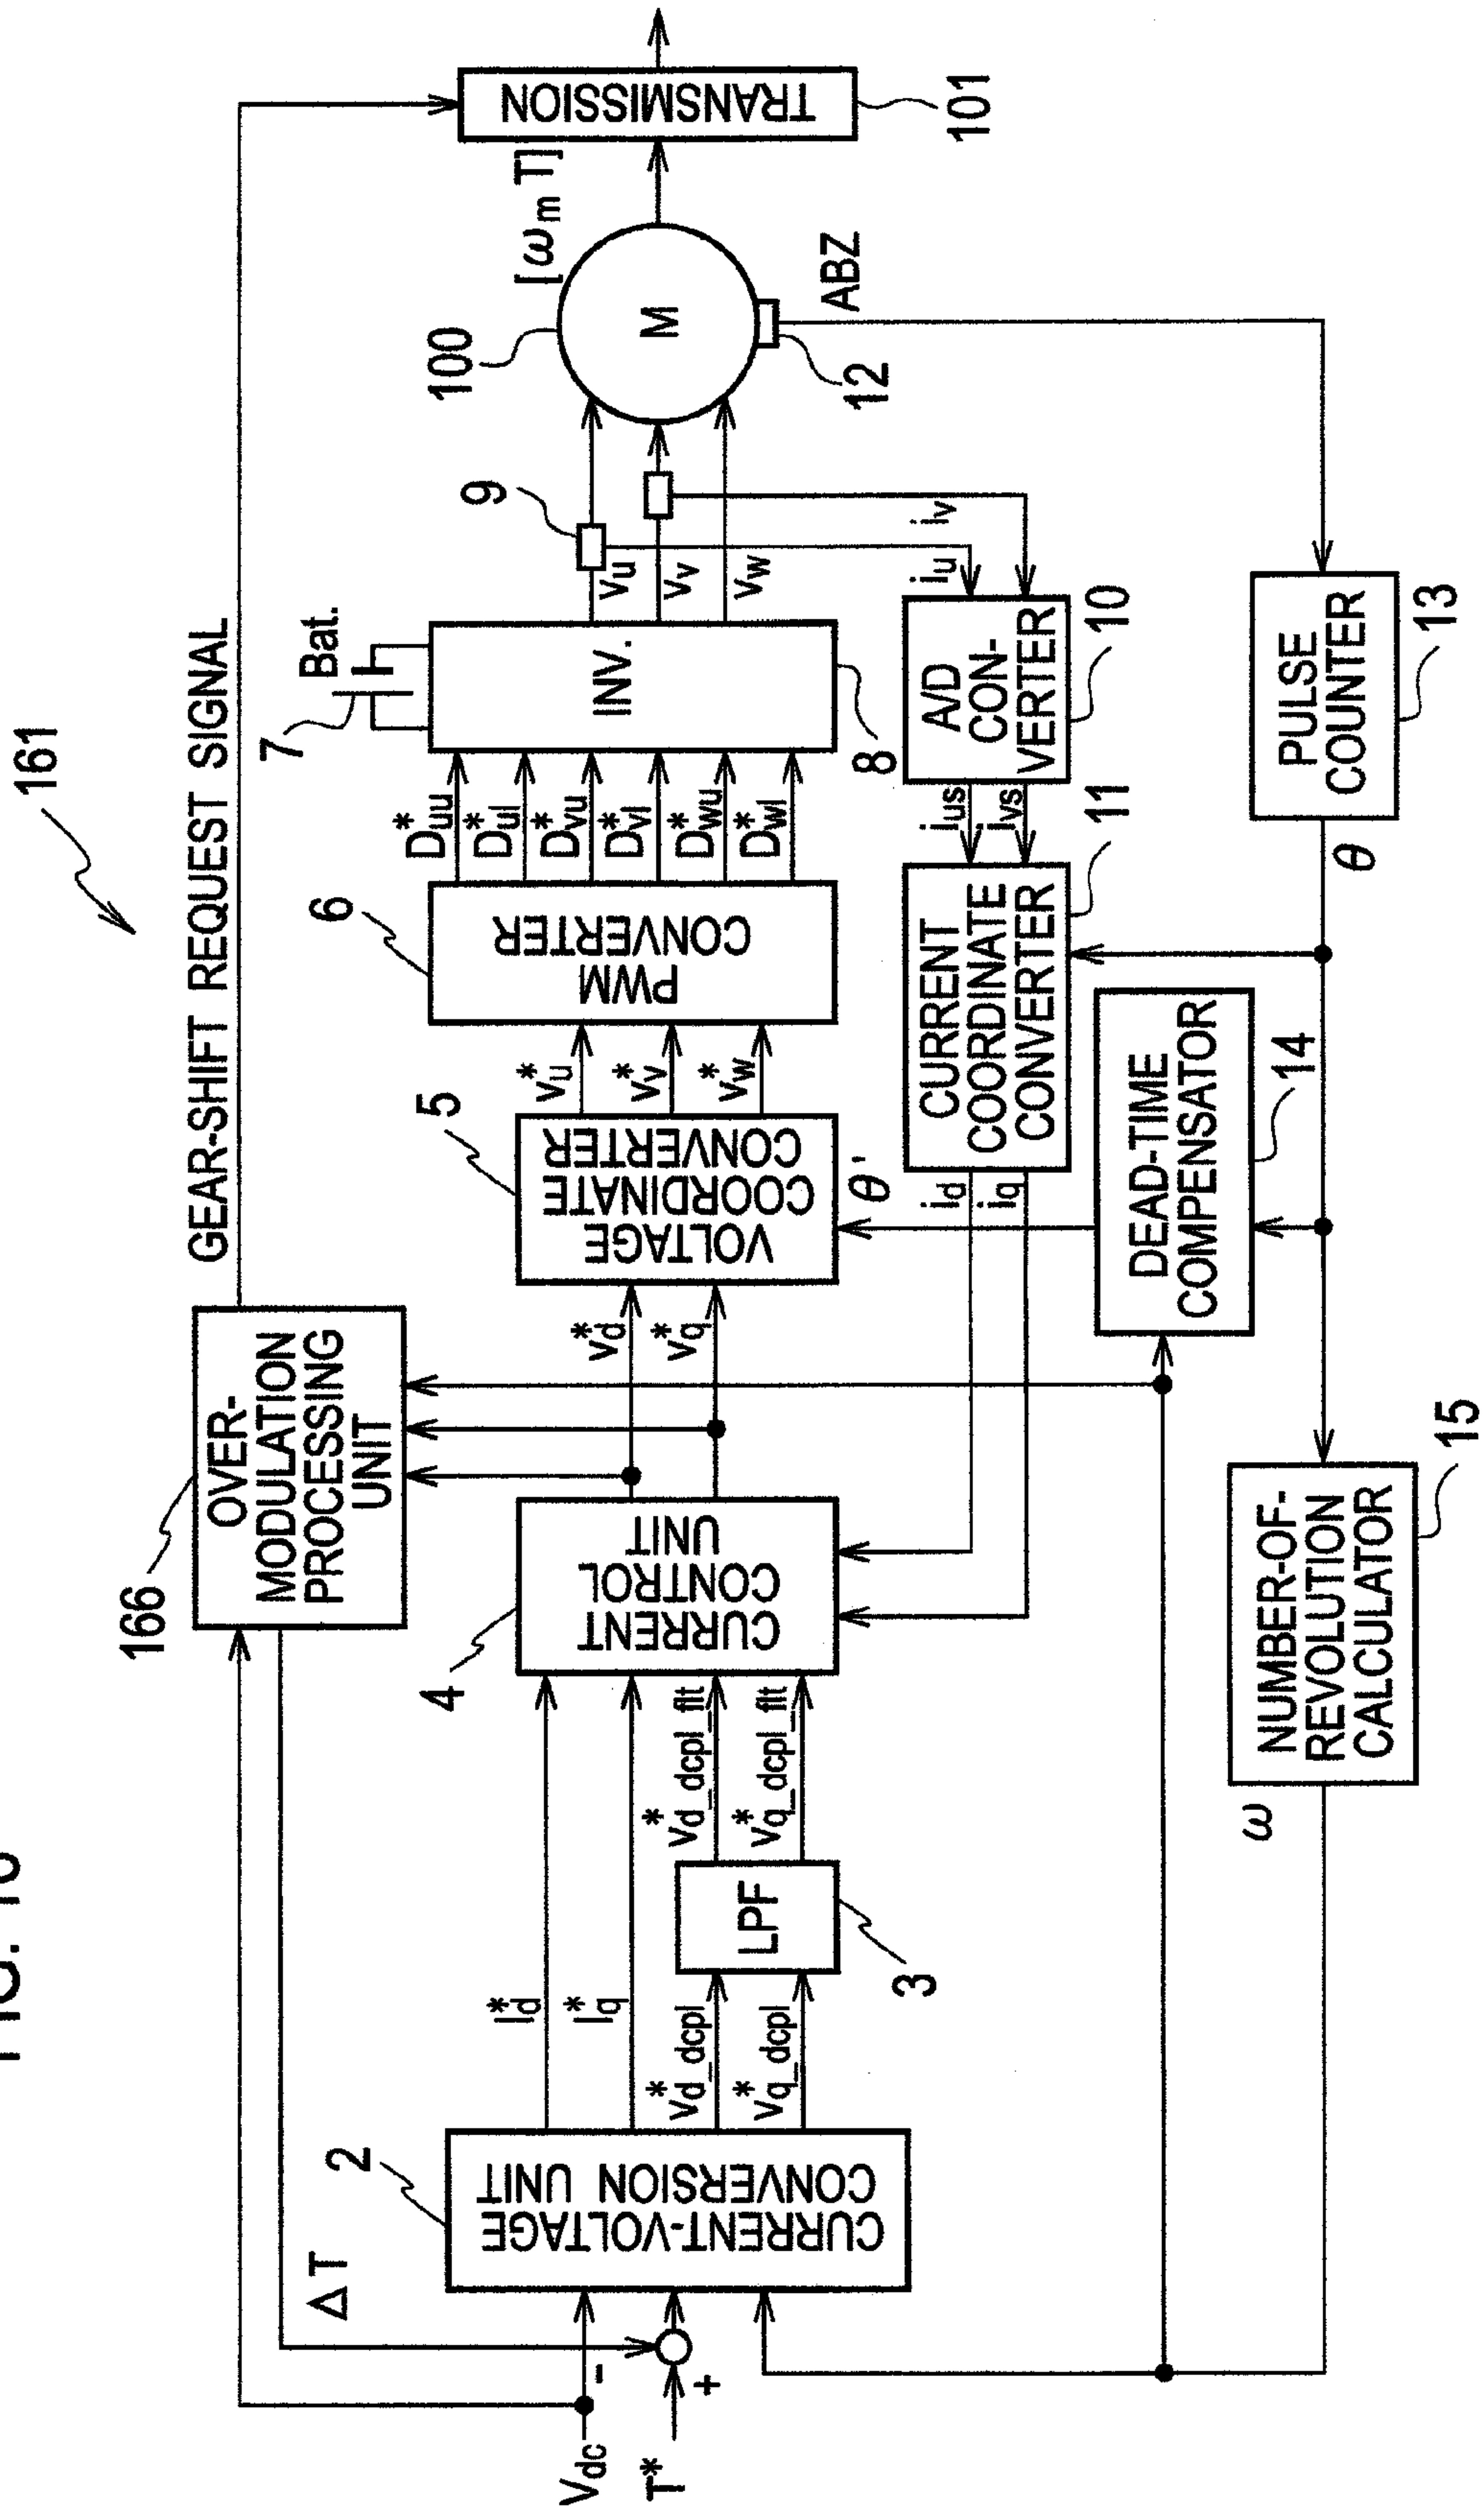 161
GEAR-SHIFT REQUEST SIGNAL
166
OVER-
MODULATION
PROCESSING
UNIT
ΔT
Vdc
-
T*
+
2
CURRENT-VOLTAGE
CONVERSION UNIT
I*d
I*q
V*d_dcpl
V*q_dcpl
LPF
3
V*d_dcpl_flt
V*q_dcpl_flt
4
CURRENT
CONTROL
UNIT
v*d
v*q
5
VOLTAGE
COORDINATE
CONVERTER
θ'
v*u
v*v
v*w
6
PWM
CONVERTER
D*uu
D*ul
D*vu
D*vl
D*wu
D*wl
7
Bat.
INV.
8
vu
vv
vw
9
100
M
[ωm T]
TRANSMISSION
101
12
ABZ
iu
iv
A/D
CON-
VERTER
10
ius
ivs
11
CURRENT
COORDINATE
CONVERTER
id
iq
DEAD-TIME
COMPENSATOR
14
PULSE
COUNTER
13
θ
NUMBER-OF-
REVOLUTION
CALCULATOR
15
ω